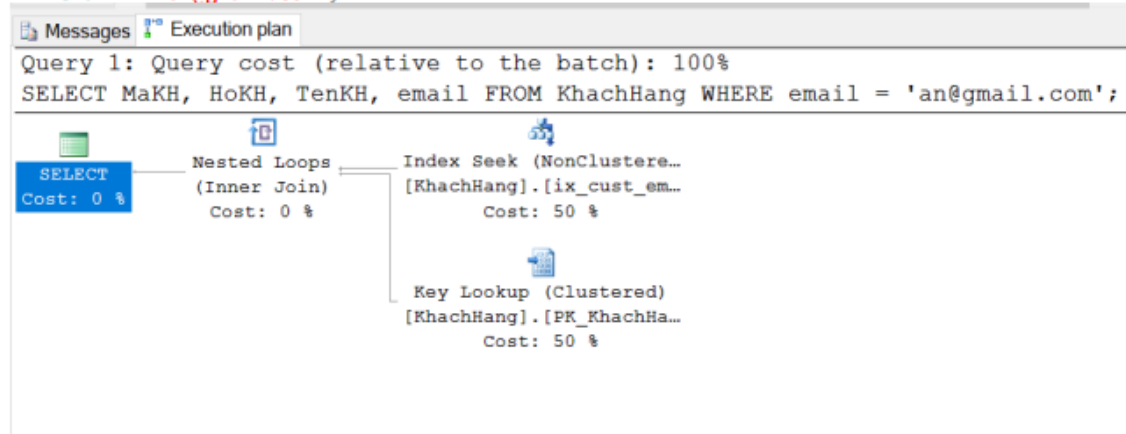 Messages Execution plan
Query 1: Query cost (relative to the batch): 100%
SELECT MaKH, HoKH, TenKH, email FROM KhachHang WHERE email = 'an@gmail.com';
SELECT
Cost: 0 %
Nested Loops
(Inner Join)
Cost: 0 %
Index Seek (NonClustere…
[KhachHang].[ix_cust_em…
Cost: 50 %
Key Lookup (Clustered)
[KhachHang].[PK_KhachHa…
Cost: 50 %